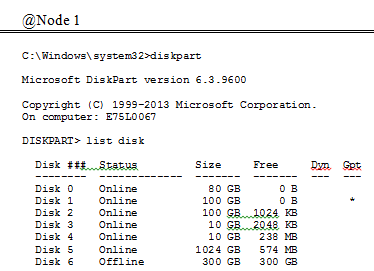 @Node 1
C:\Windows\system32>diskpart
Microsoft DiskPart version 6.3.9600
Copyright (C) 1999-2013 Microsoft Corporation.
On computer: E75L0067
DISKPART> list disk
Disk ### Status Size Free Dyn Gpt
-------- ------------- ------- ------- --- ---
Disk 0 Online 80 GB 0 B
Disk 1 Online 100 GB 0 B *
Disk 2 Online 100 GB 1024 KB
Disk 3 Online 10 GB 2048 KB
Disk 4 Online 10 GB 238 MB
Disk 5 Online 1024 GB 574 MB
Disk 6 Offline 300 GB 300 GB